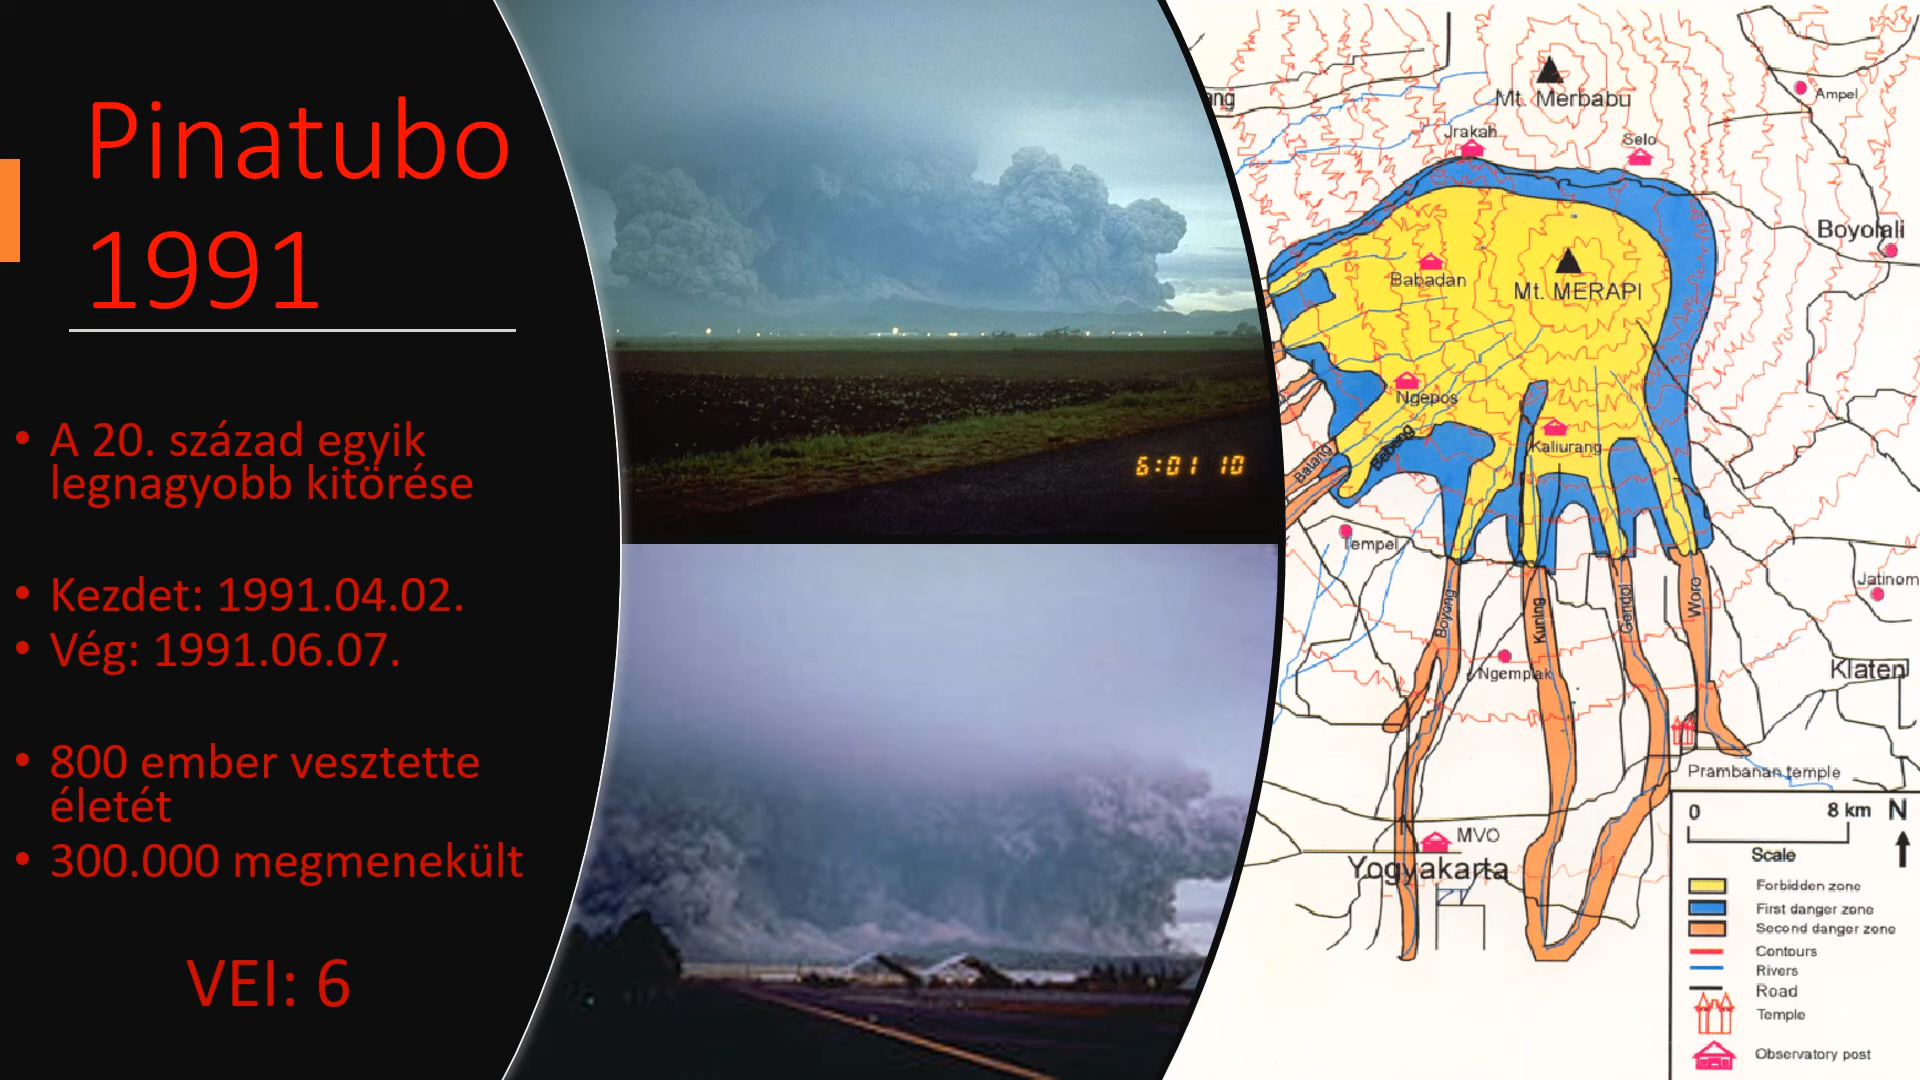 Pinatubo
1991
• A 20. század egyik
legnagyobb kitörése
• Kezdet: 1991.04.02.
• Vég: 1991.06.07.
• 800 ember vesztette
életét
• 300.000 megmenekült
VEI: 6
6:01 10
ang
Mt. Merbabu
Ampel
Jrakah
Selo
Boyolali
Babadan
Mt. MERAPI
Ngepos
Kaliurang
Bebeng
Batang
Tempel
Jatinom
Boyong
Kuning
Gendol
Woro
Ngemplak
Klaten
Prambanan temple
MVO
Yogyakarta
0 8 km N
Scale
Forbidden zone
First danger zone
Second danger zone
Contours
Rivers
Road
Temple
Observatory post